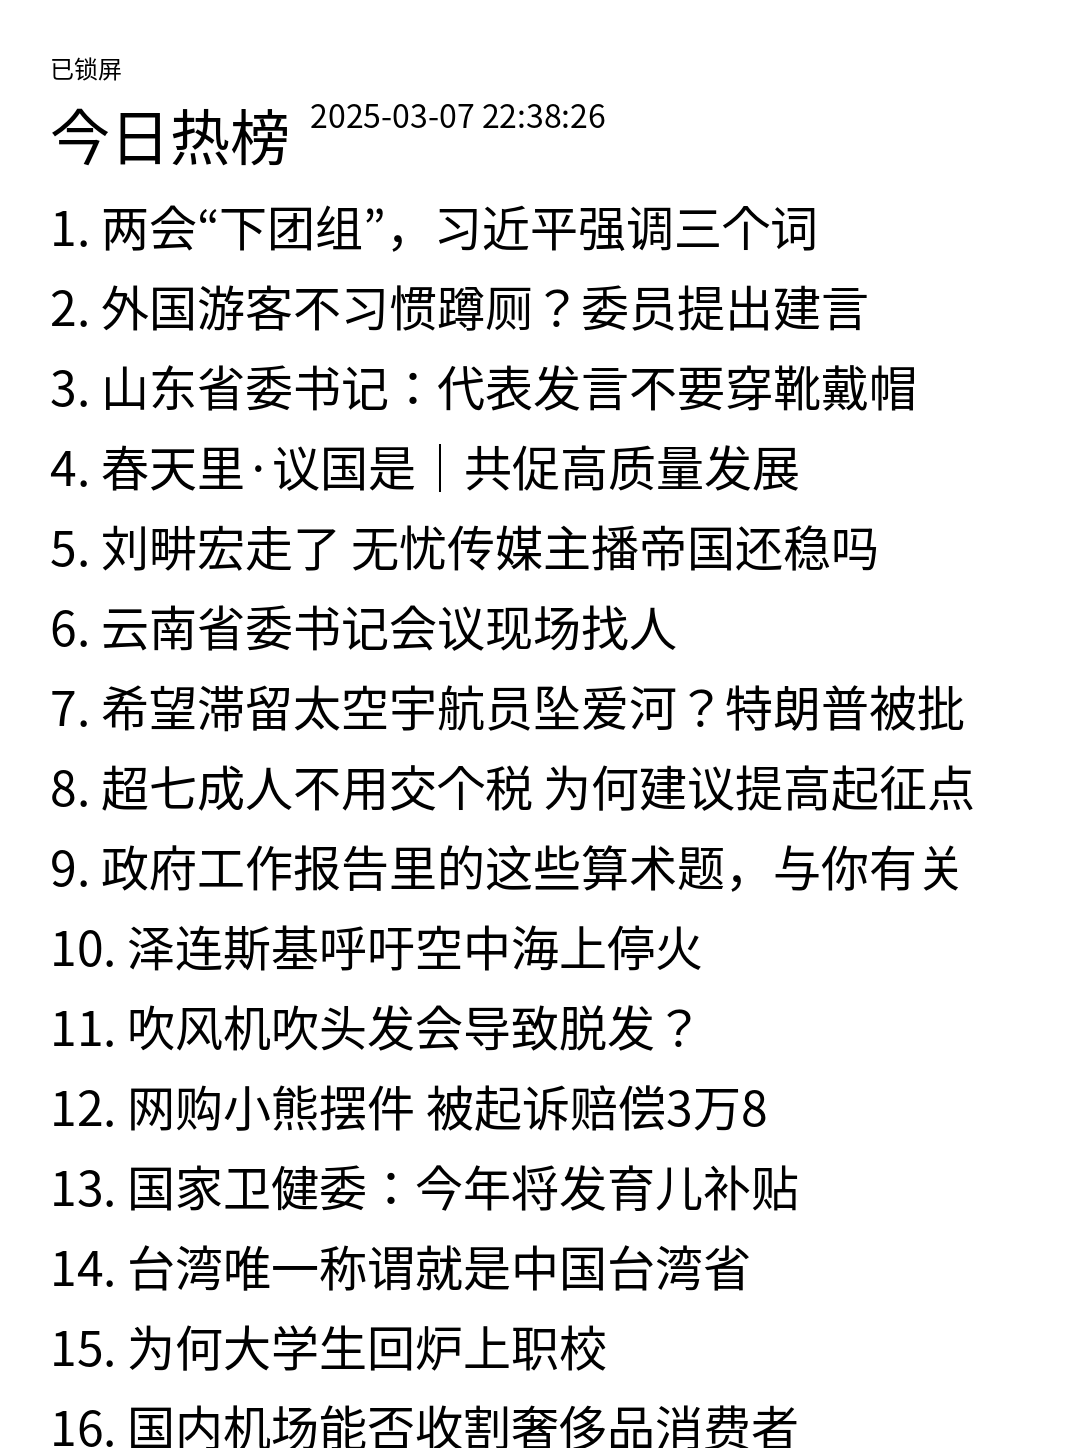 已锁屏
今日热榜 2025-03-07 22:38:26
1. 两会“下团组”，习近平强调三个词
2. 外国游客不习惯蹲厕？委员提出建言
3. 山东省委书记：代表发言不要穿靴戴帽
4. 春天里·议国是｜共促高质量发展
5. 刘畊宏走了 无忧传媒主播帝国还稳吗
6. 云南省委书记会议现场找人
7. 希望滞留太空宇航员坠爱河？特朗普被批
8. 超七成人不用交个税 为何建议提高起征点
9. 政府工作报告里的这些算术题，与你有关
10. 泽连斯基呼吁空中海上停火
11. 吹风机吹头发会导致脱发？
12. 网购小熊摆件 被起诉赔偿3万8
13. 国家卫健委：今年将发育儿补贴
14. 台湾唯一称谓就是中国台湾省
15. 为何大学生回炉上职校
16. 国内机场能否收割奢侈品消费者